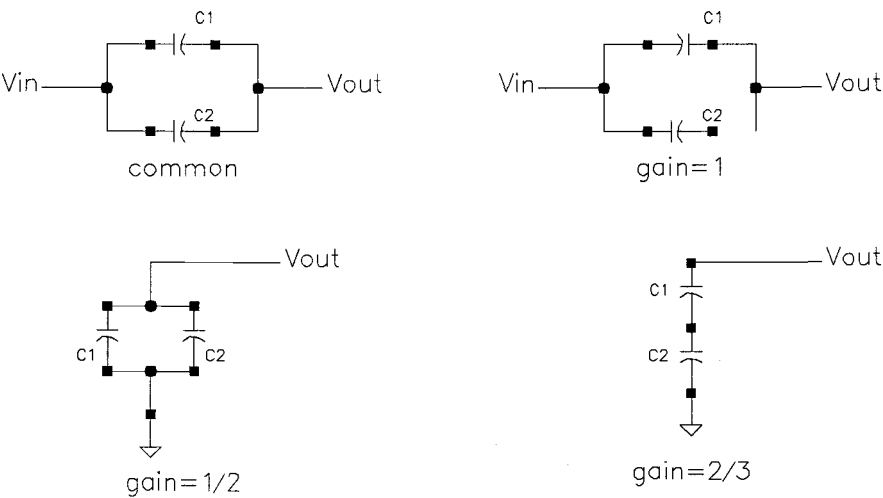 C1
Vin
Vout
C2
common
C1
Vin
Vout
C2
gain=1
Vout
C1
C2
gain=1/2
Vout
C1
C2
gain=2/3